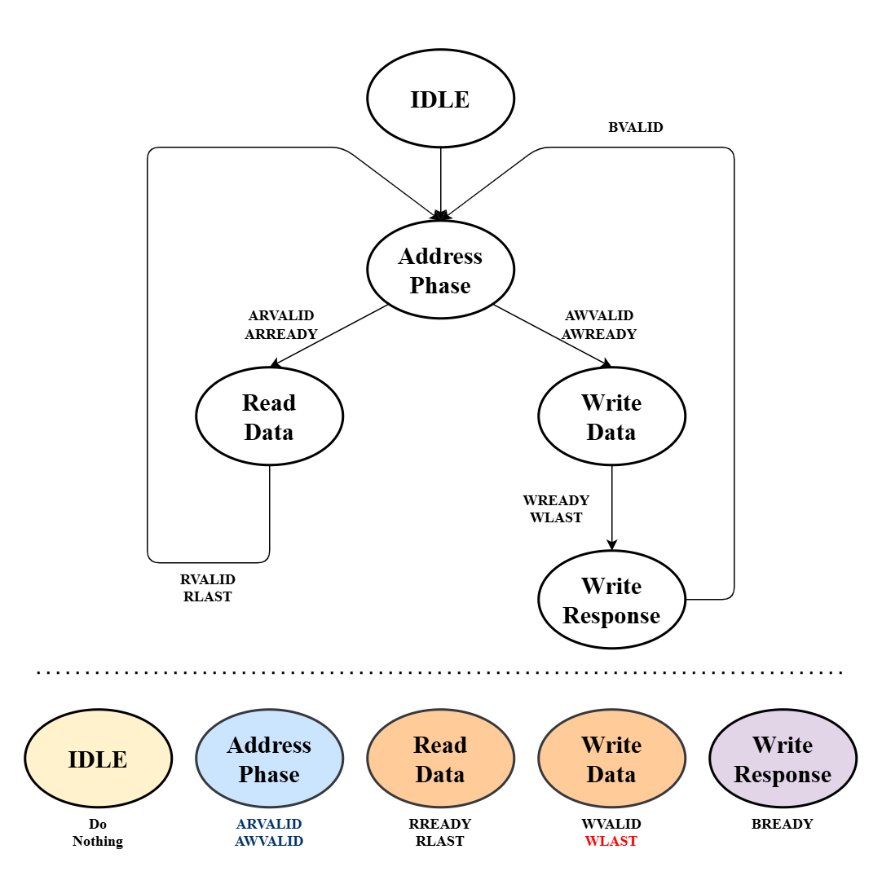 IDLE
BVALID
Address
Phase
ARVALID
ARREADY
AWVALID
AWREADY
Read
Data
Write
Data
WREADY
WLAST
RVALID
RLAST
Write
Response
IDLE
Do
Nothing
Address
Phase
ARVALID
AWVALID
Read
Data
RREADY
RLAST
Write
Data
WVALID
WLAST
Write
Response
BREADY